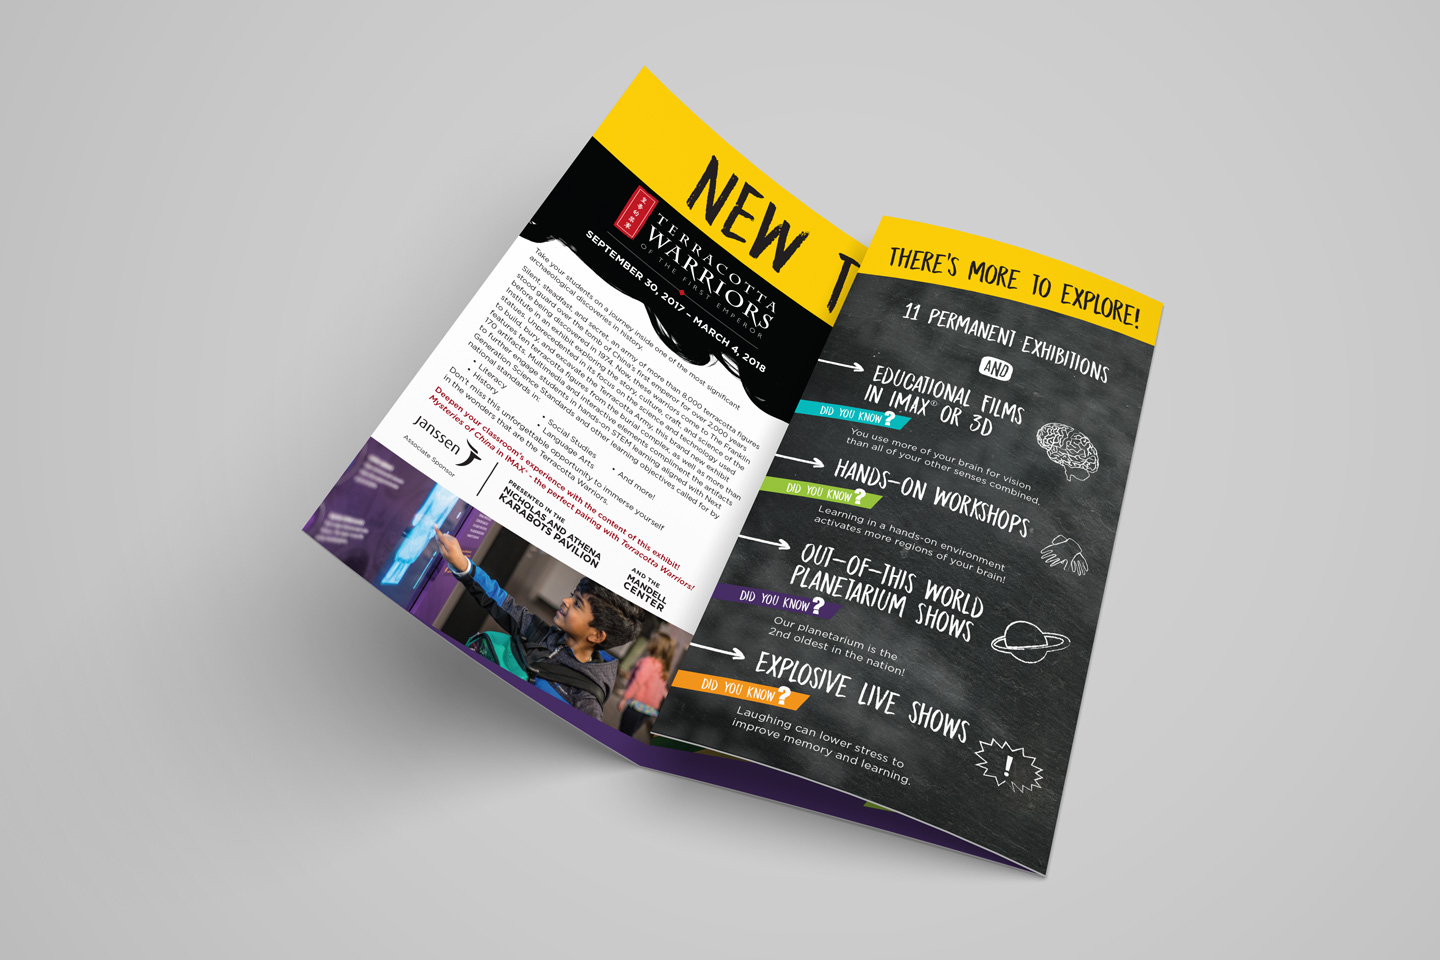 NEW T
TERRACOTTA
WARRIORS
OF THE FIRST EMPEROR
SEPTEMBER 30, 2017 – MARCH 4, 2018
Take your students on a journey inside one of the most significant
archaeological discoveries in history.
Silent, steadfast, and secret, an army of more than 8,000 terracotta figures
stood guard over the tomb of China's first emperor for over 2,000 years
before being discovered in 1974. Now, these warriors come to The Franklin
Institute in an exhibit exploring the story, culture, craft, and science of the
statues. Unprecedented in its focus on the science and technology used
to build, bury, and excavate the Terracotta Army, this brand new exhibit
features ten terracotta figures from the burial complex, as well as more than
170 artifacts. Multimedia and interactive elements compliment the artifacts
to further engage students in hands-on STEM learning aligned with Next
Generation Science Standards and other learning objectives called for by
national standards in:
• Literacy
• History
• Social Studies
• Language Arts
• And more!
Don't miss this unforgettable opportunity to immerse yourself
in the wonders that are the Terracotta Warriors.
Deepen your classroom's experience with the content of this exhibit!
Mysteries of China in IMAX® - the perfect pairing with Terracotta Warriors!
janssen
Associate Sponsor
PRESENTED IN THE
NICHOLAS AND ATHENA
KARABOTS PAVILION
AND THE
MANDELL
CENTER
THERE'S MORE TO EXPLORE!
11 PERMANENT EXHIBITIONS
AND
EDUCATIONAL FILMS
IN IMAX® OR 3D
DID YOU KNOW?
You use more of your brain for vision
than all of your other senses combined.
HANDS-ON WORKSHOPS
DID YOU KNOW?
Learning in a hands-on environment
activates more regions of your brain!
OUT-OF-THIS WORLD
PLANETARIUM SHOWS
DID YOU KNOW?
Our planetarium is the
2nd oldest in the nation!
EXPLOSIVE LIVE SHOWS
DID YOU KNOW?
Laughing can lower stress to
improve memory and learning.
!